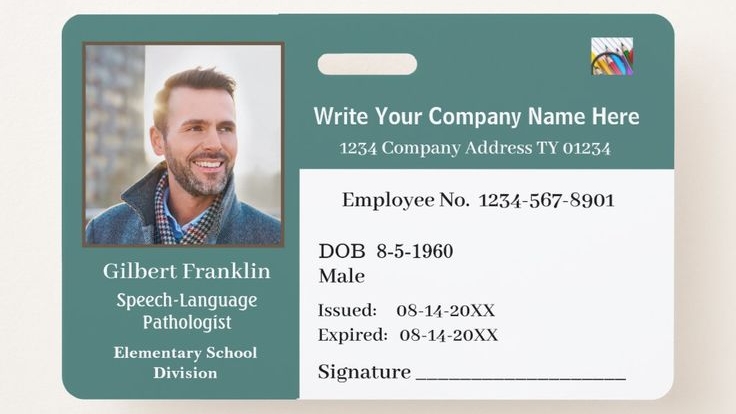 Write Your Company Name Here
1234 Company Address TY 01234
Gilbert Franklin
Speech-Language
Pathologist
Elementary School
Division
Employee No. 1234-567-8901
DOB 8-5-1960
Male
Issued: 08-14-20XX
Expired: 08-14-20XX
Signature ____________________